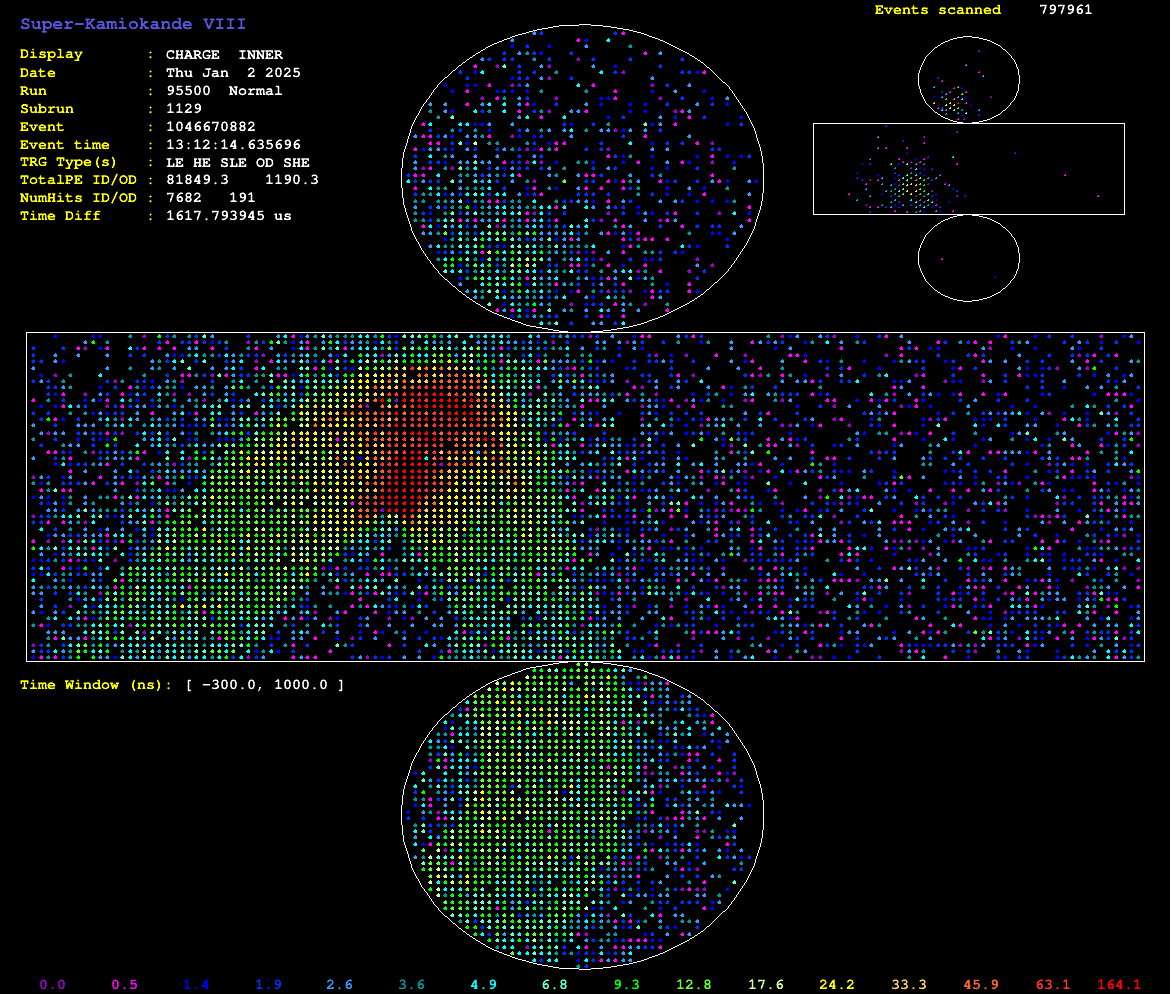 Super-Kamiokande VIII
Display : CHARGE INNER
Date : Thu Jan 2 2025
Run : 95500 Normal
Subrun : 1129
Event : 1046670882
Event time : 13:12:14.635696
TRG Type(s) : LE HE SLE OD SHE
TotalPE ID/OD : 81849.3 1190.3
NumHits ID/OD : 7682 191
Time Diff : 1617.793945 us
Events scanned 797961
Time Window (ns): [ −300.0, 1000.0 ]
0.0 0.5 1.4 1.9 2.6 3.6 4.9 6.8 9.3 12.8 17.6 24.2 33.3 45.9 63.1 164.1